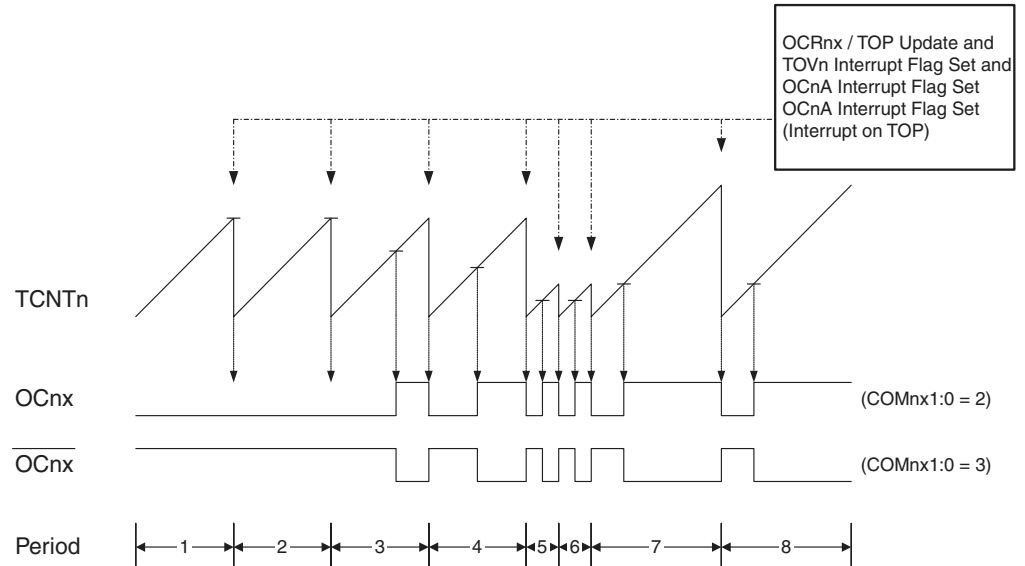 OCRnx / TOP Update and
TOVn Interrupt Flag Set and
OCnA Interrupt Flag Set
OCnA Interrupt Flag Set
(Interrupt on TOP)
TCNTn
OCnx (COMnx1:0 = 2)
OCnx (COMnx1:0 = 3)
Period 1 2 3 4 5 6 7 8